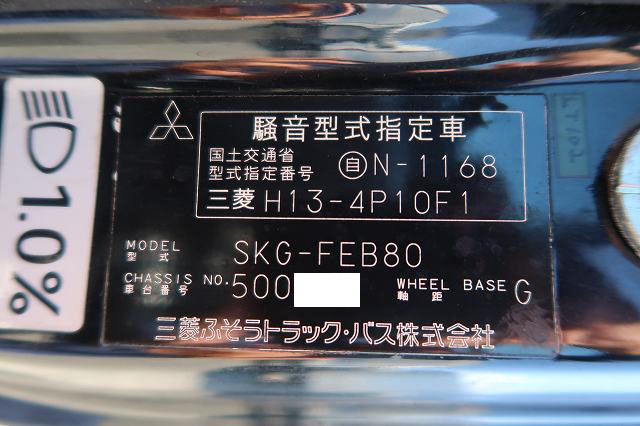 騒音型式指定車
国土交通省
型式指定番号 自N-1168
三菱 H13-4P10F1
MODEL
型式 SKG-FEB80
CHASSIS NO.
車台番号 500
WHEEL BASE
軸距 G
三菱ふそうトラック・バス株式会社
1.0%
LT102